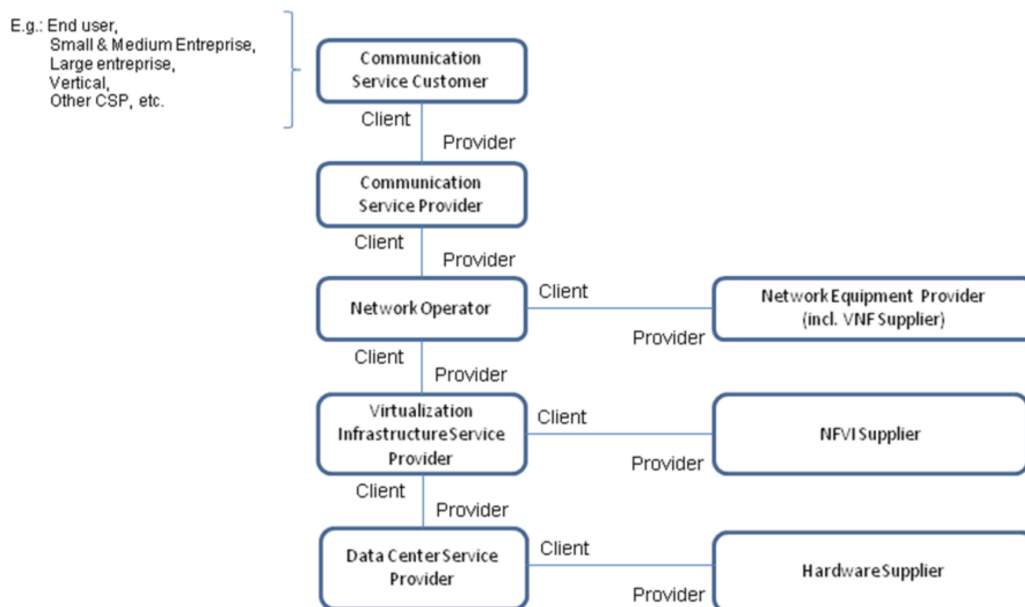 E.g.: End user,
Small & Medium Entreprise,
Large entreprise,
Vertical,
Other CSP, etc.
Communication
Service Customer
Client
Provider
Communication
Service Provider
Client
Provider
Network Operator
Client
Provider
Network Equipment Provider
(incl. VNF Supplier)
Client
Provider
Virtualization
Infrastructure Service
Provider
Client
Provider
NFVI Supplier
Client
Provider
Data Center Service
Provider
Client
Provider
Hardware Supplier